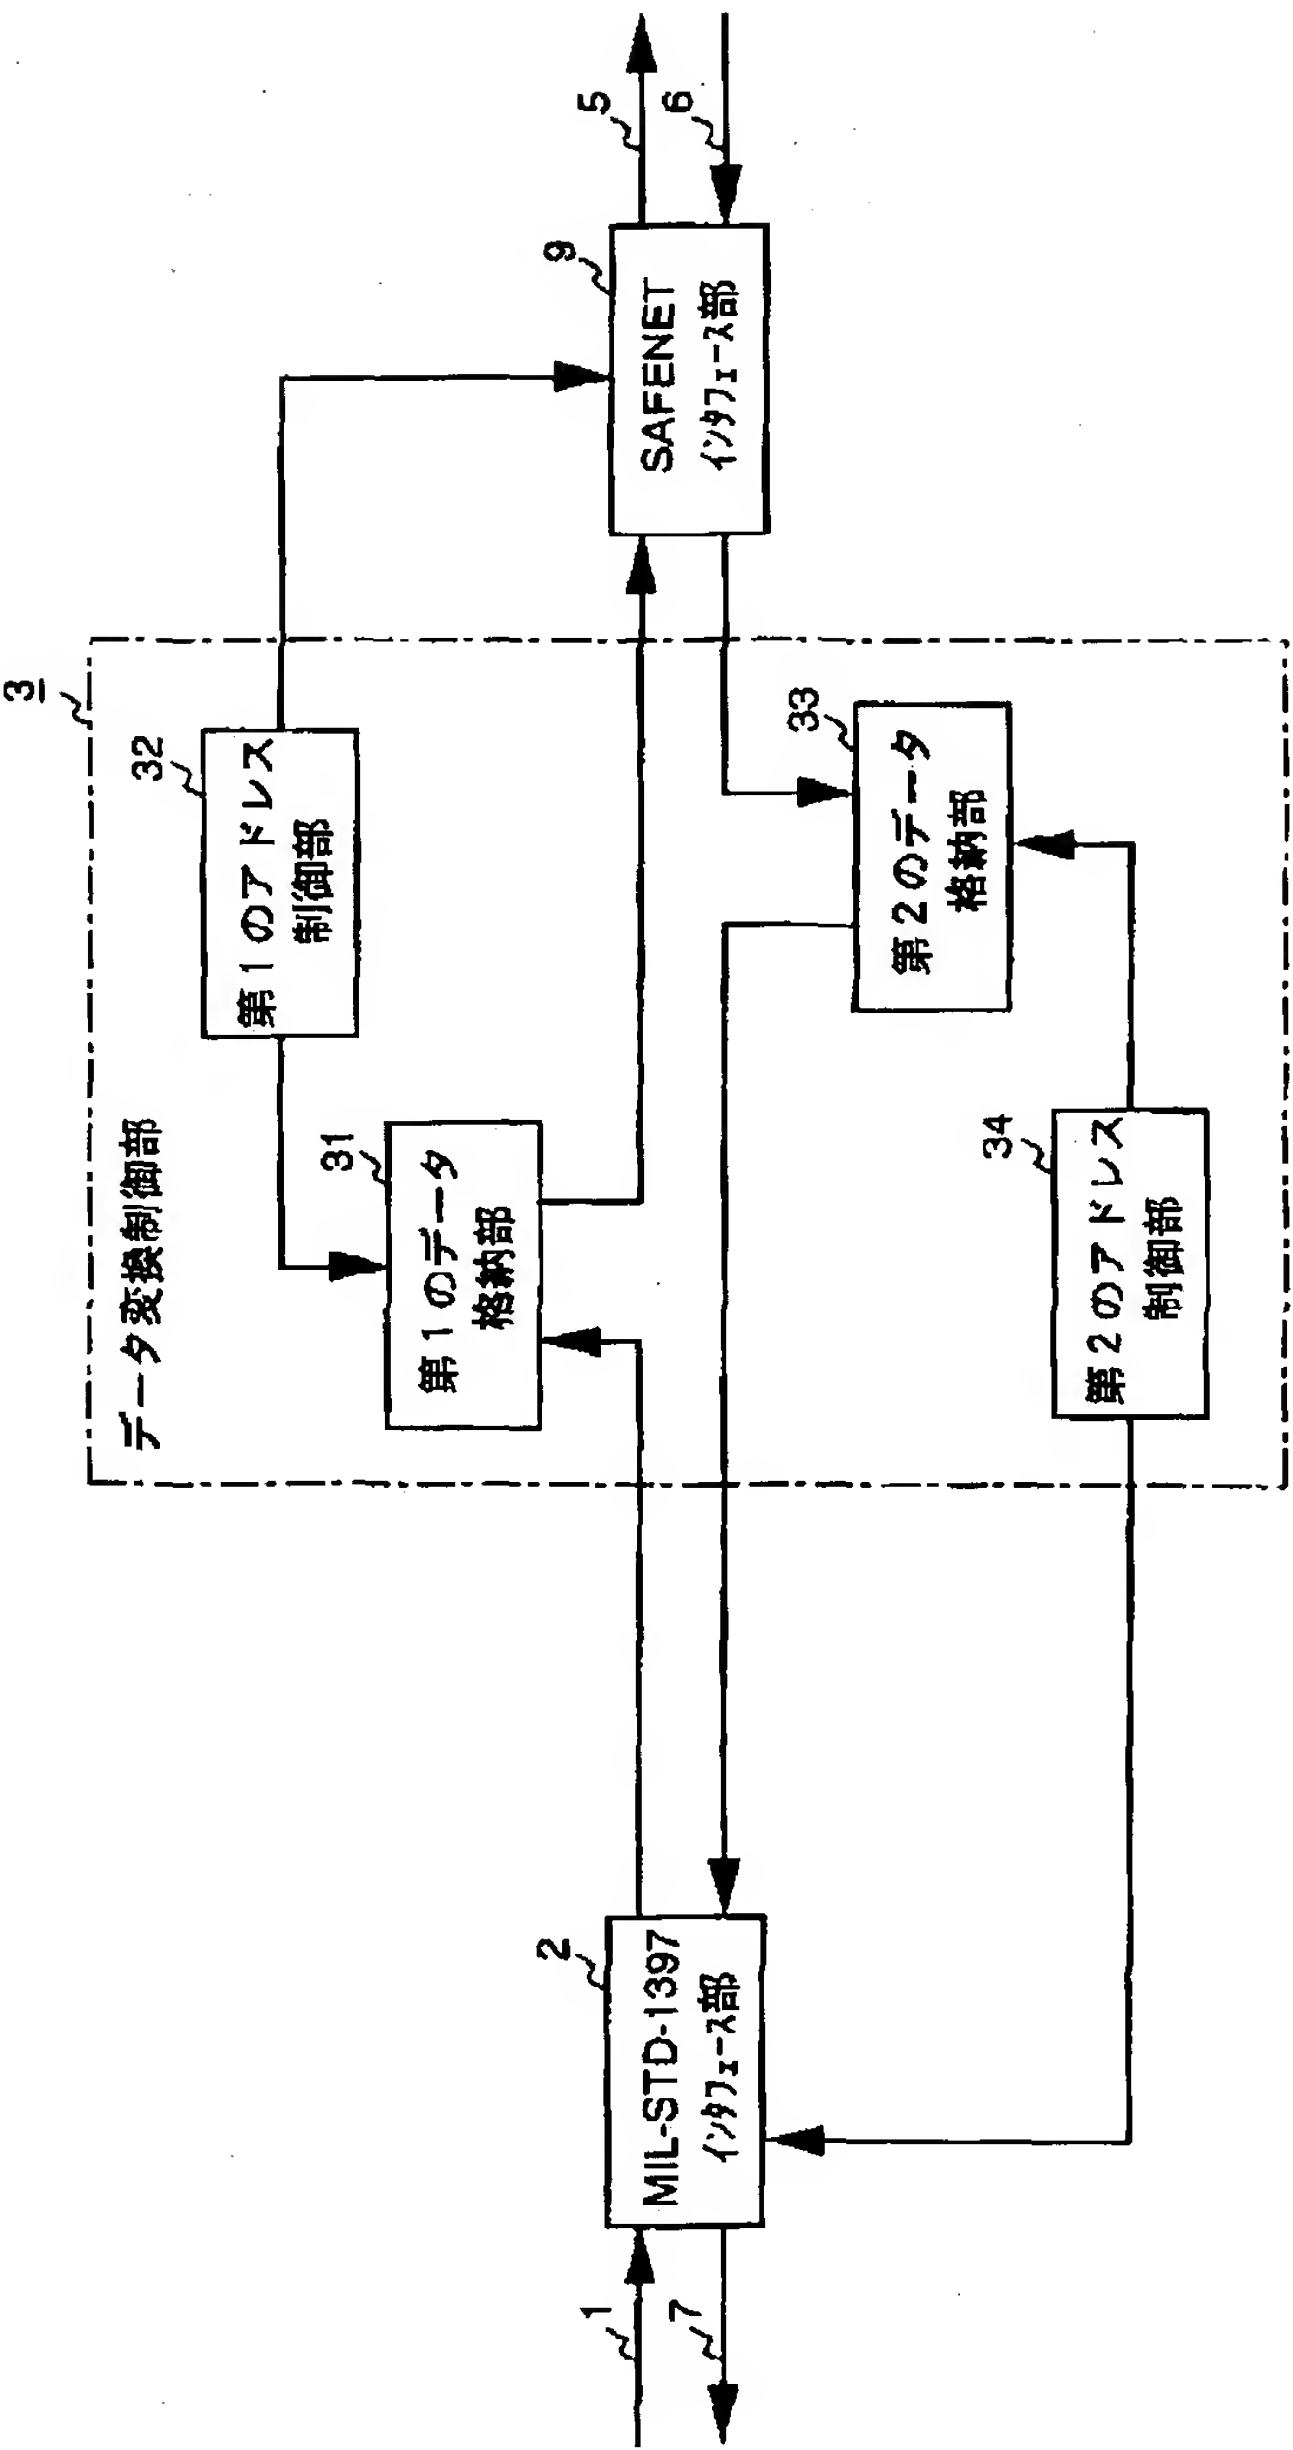 3
データ変換制御部
32
第1のアドレス
制御部
31
第1のデータ
格納部
2
MIL-STD-1397
インタフェース部
1
7
9
SAFENET
インタフェース部
5
6
33
第2のデータ
格納部
34
第2のアドレス
制御部